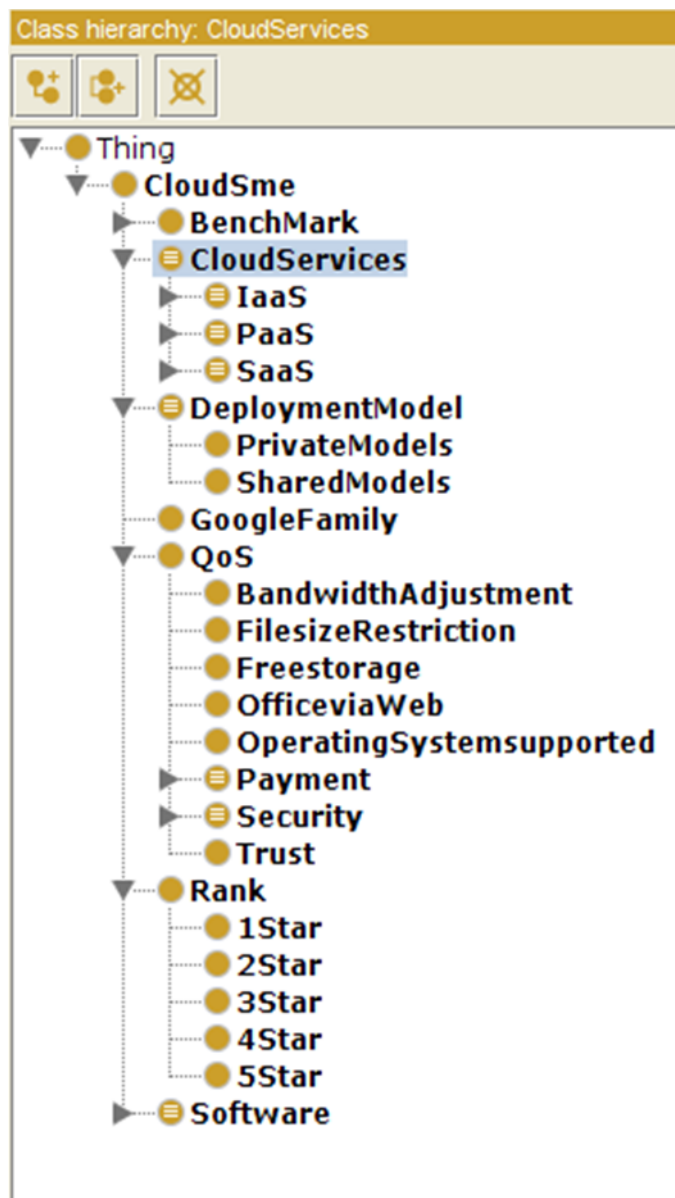 Class hierarchy: CloudServices
Thing
CloudSme
BenchMark
CloudServices
IaaS
PaaS
SaaS
DeploymentModel
PrivateModels
SharedModels
GoogleFamily
QoS
BandwidthAdjustment
FilesizeRestriction
Freestorage
OfficeviaWeb
OperatingSystemsupported
Payment
Security
Trust
Rank
1Star
2Star
3Star
4Star
5Star
Software